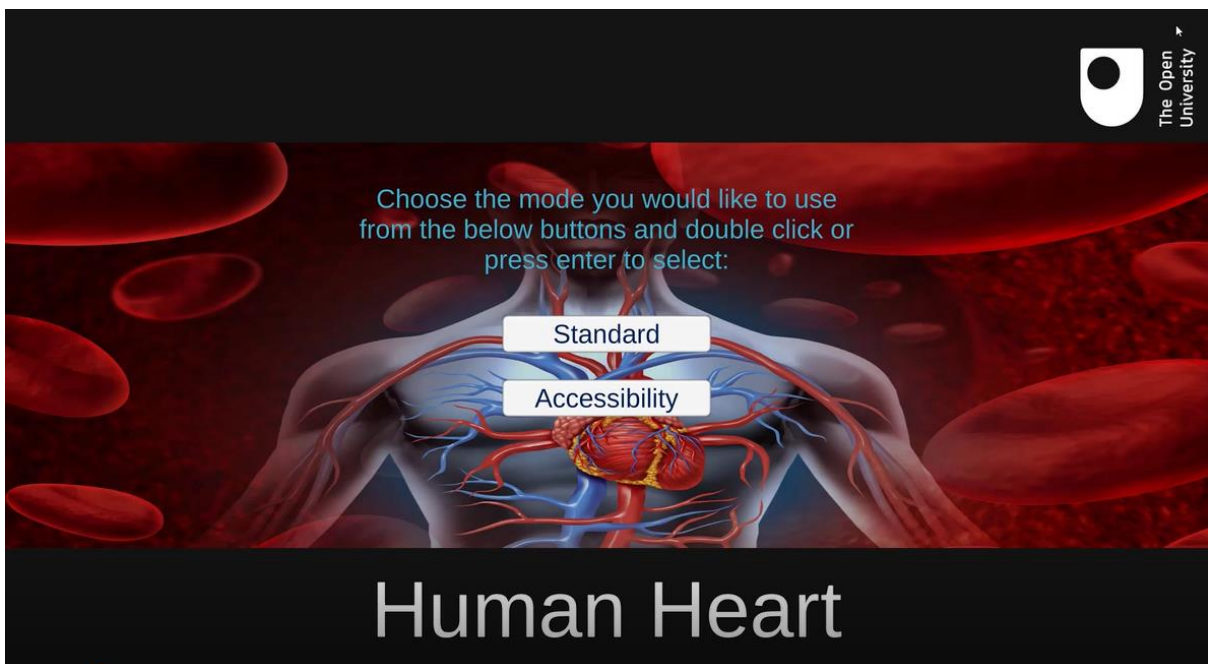 The Open
University
Choose the mode you would like to use
from the below buttons and double click or
press enter to select:
Standard
Accessibility
Human Heart